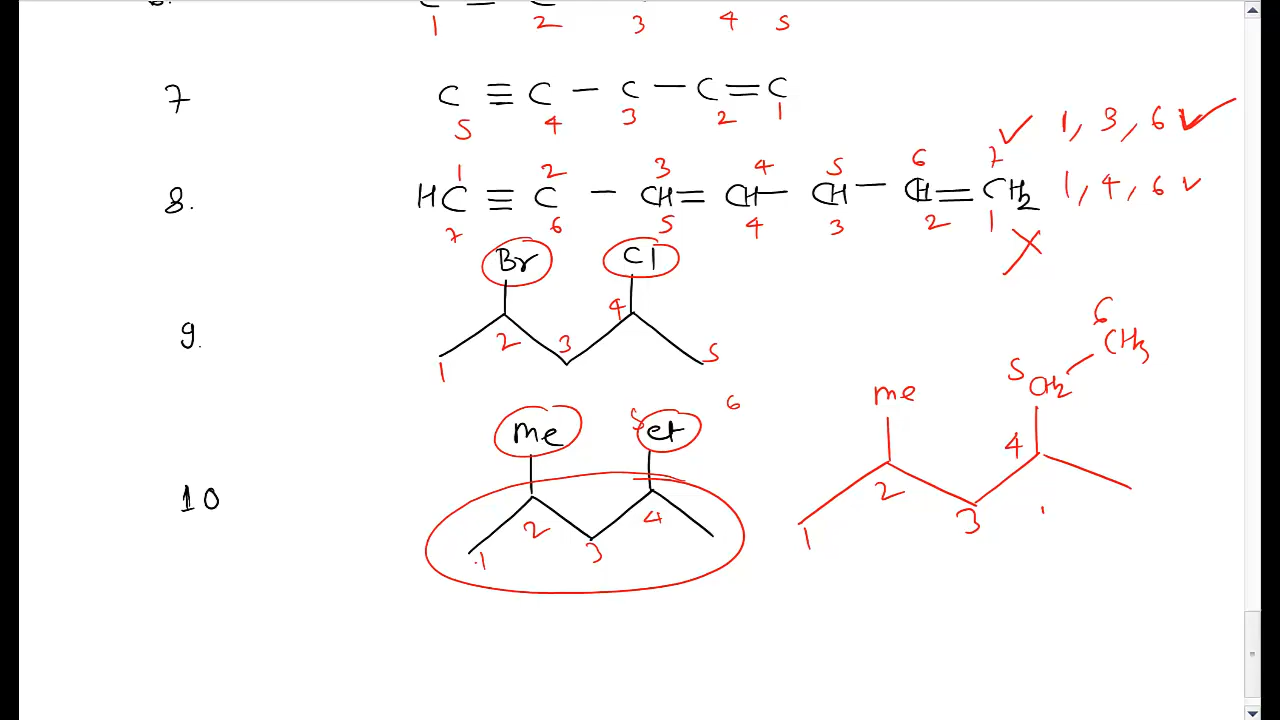 1 2 3 4 5
7 C ≡ C − C − C = C
5 4 3 2 1
1 2 3 4 5 6 7 1, 3, 6
8. HC ≡ C − CH = CH − CH − CH = CH2 1, 4, 6
7 6 5 4 3 2 1
Br Cl
9. 1 2 3 4 5
6
CH3
5 CH2
me
me 5 et 6
10 1 2 3 4
1 2 3 4